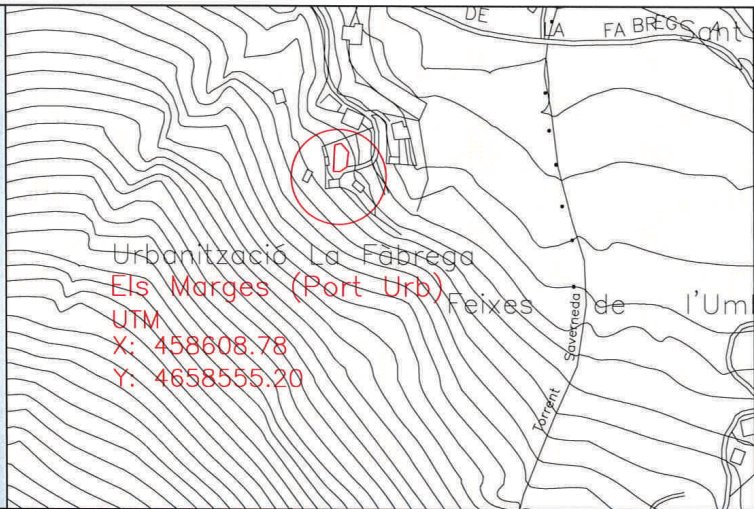 DE LA FABREGA
Sant
Urbanització La Fàbrega
Els Marges (Port Urb)
Feixes de l'Um
UTM
X: 458608.78
Y: 4658555.20
Torrent Saverneda